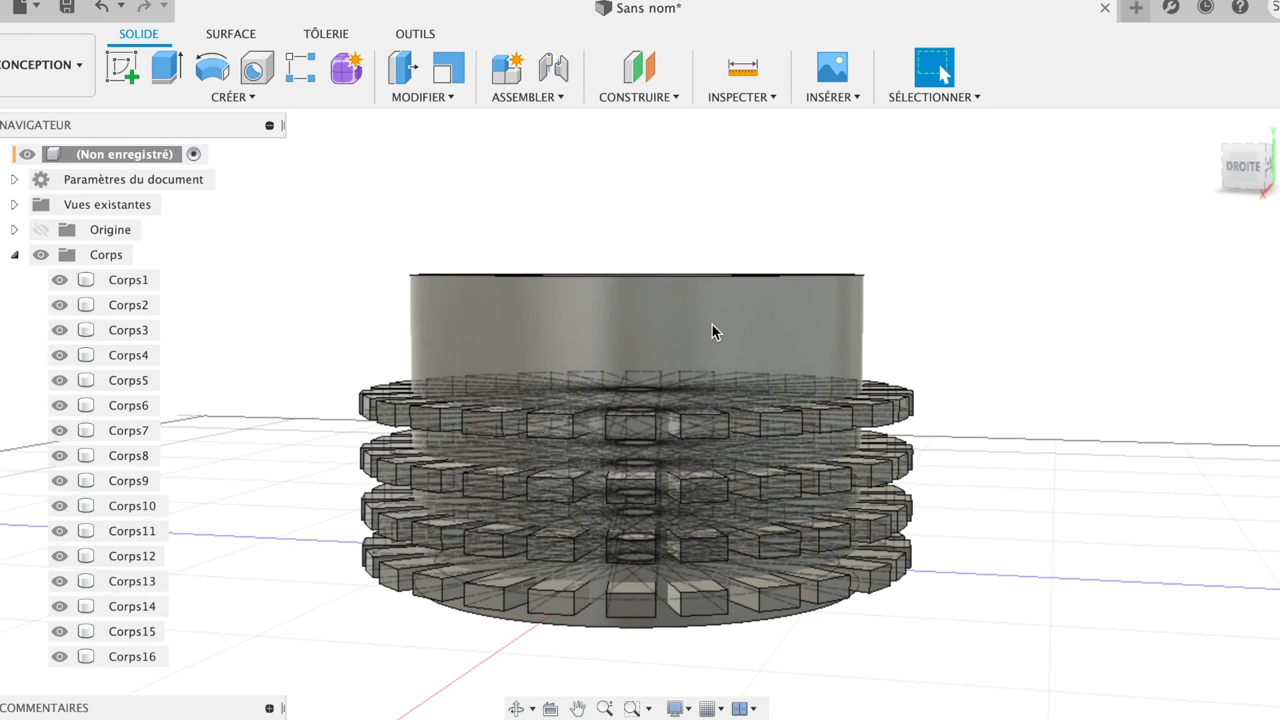 Sans nom*
SOLIDE SURFACE TÔLERIE OUTILS
ONCEPTION
CRÉER MODIFIER ASSEMBLER CONSTRUIRE INSPECTER INSÉRER SÉLECTIONNER
NAVIGATEUR
(Non enregistré)
Paramètres du document
Vues existantes
Origine
Corps
Corps1
Corps2
Corps3
Corps4
Corps5
Corps6
Corps7
Corps8
Corps9
Corps10
Corps11
Corps12
Corps13
Corps14
Corps15
Corps16
COMMENTAIRES
DROITE
Y
X